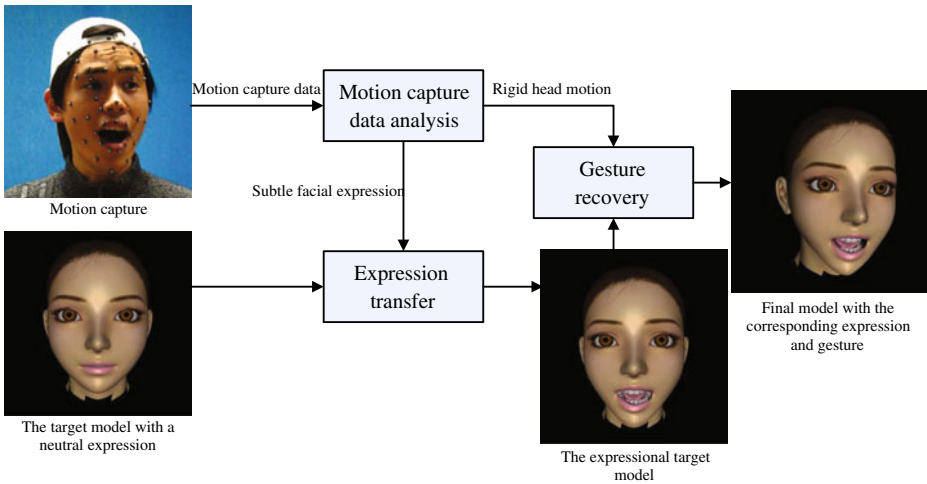 Motion capture
Motion capture data
Motion capture
data analysis
Rigid head motion
Subtle facial expression
Gesture
recovery
Expression
transfer
The target model with a
neutral expression
The expressional target
model
Final model with the
corresponding expression
and gesture